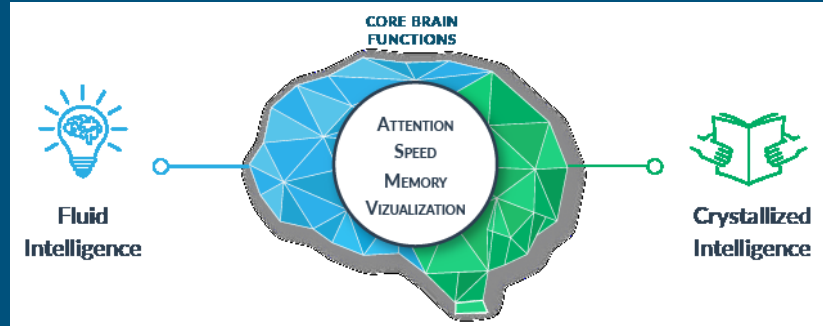 CORE BRAIN
FUNCTIONS
ATTENTION
SPEED
MEMORY
VIZUALIZATION
Fluid
Intelligence
Crystallized
Intelligence